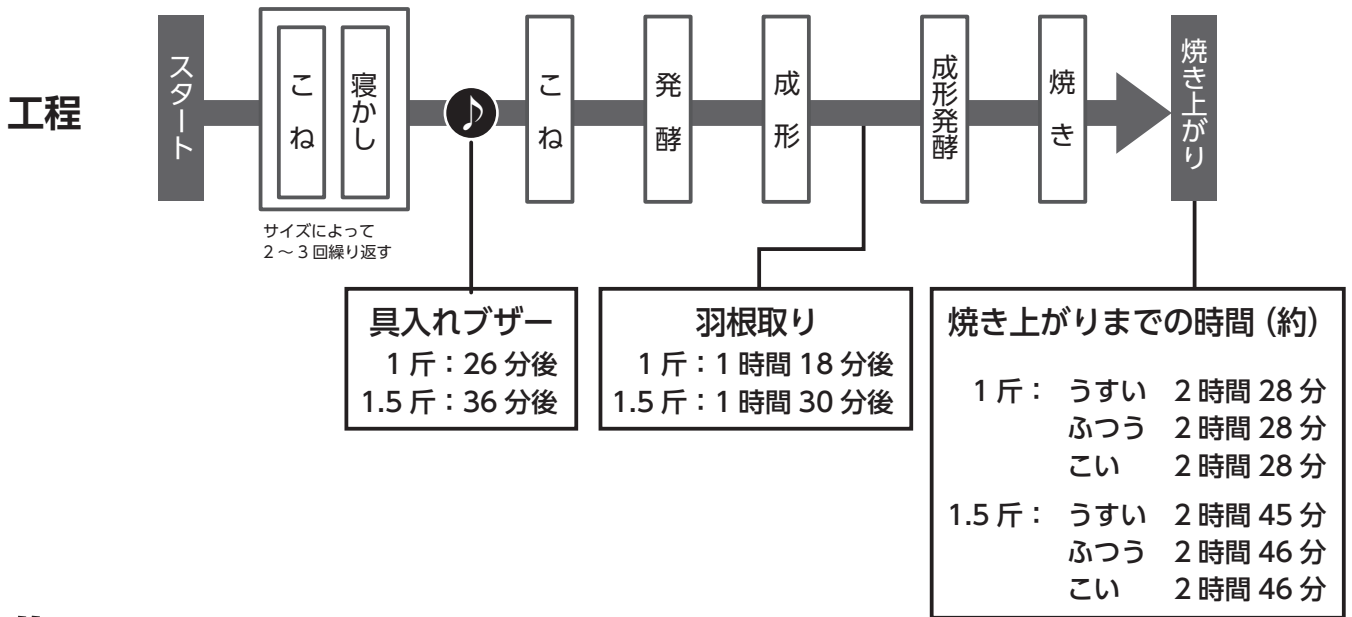 工程
スタート
こね
寝かし
サイズによって
2～3回繰り返す
♪
こね
発酵
成形
成形発酵
焼き
焼き上がり
具入れブザー
1斤：26分後
1.5斤：36分後
羽根取り
1斤：1時間18分後
1.5斤：1時間30分後
焼き上がりまでの時間（約）
1斤： うすい 2時間28分
ふつう 2時間28分
こい 2時間28分
1.5斤： うすい 2時間45分
ふつう 2時間46分
こい 2時間46分